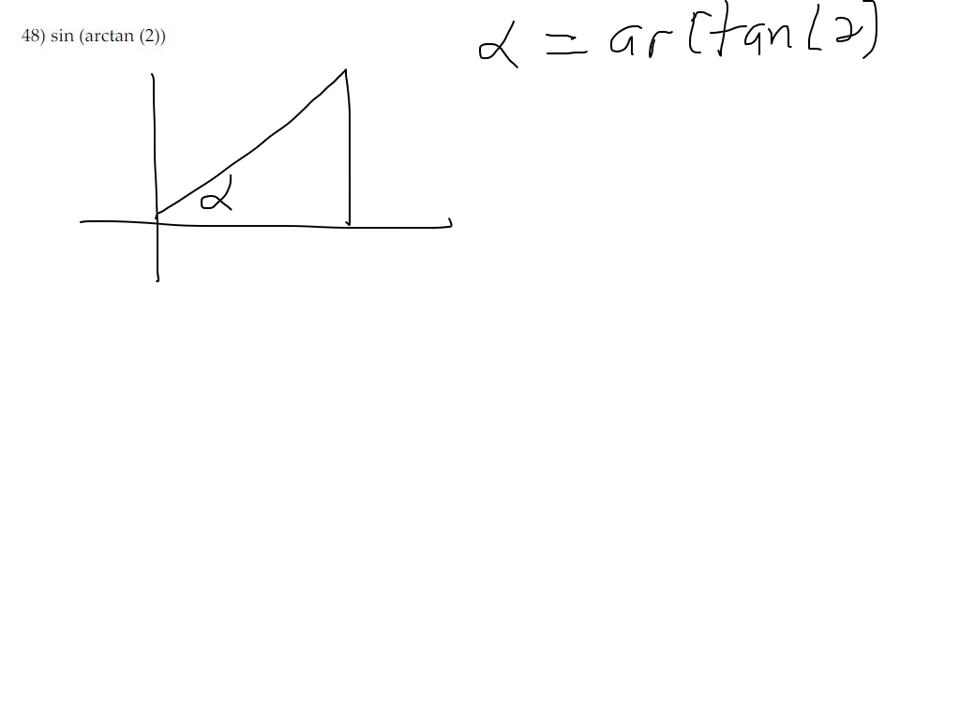 48) sin (arctan (2))
α = arctan(2)
α